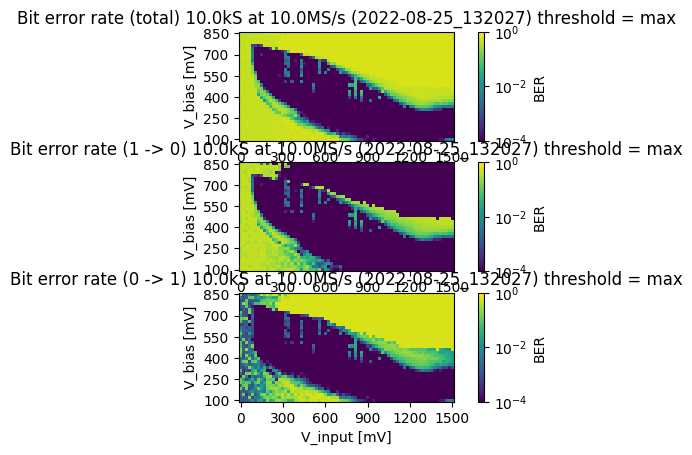 Bit error rate (total) 10.0kS at 10.0MS/s (2022-08-25_132027) threshold = max
850
700
550
400
250
100
V_bias [mV]
0 300 600 900 1200 1500
10^0
10^-2
10^-4
BER
Bit error rate (1 -> 0) 10.0kS at 10.0MS/s (2022-08-25_132027) threshold = max
850
700
550
400
250
100
V_bias [mV]
0 300 600 900 1200 1500
10^0
10^-2
10^-4
BER
Bit error rate (0 -> 1) 10.0kS at 10.0MS/s (2022-08-25_132027) threshold = max
850
700
550
400
250
100
V_bias [mV]
0 300 600 900 1200 1500
V_input [mV]
10^0
10^-2
10^-4
BER